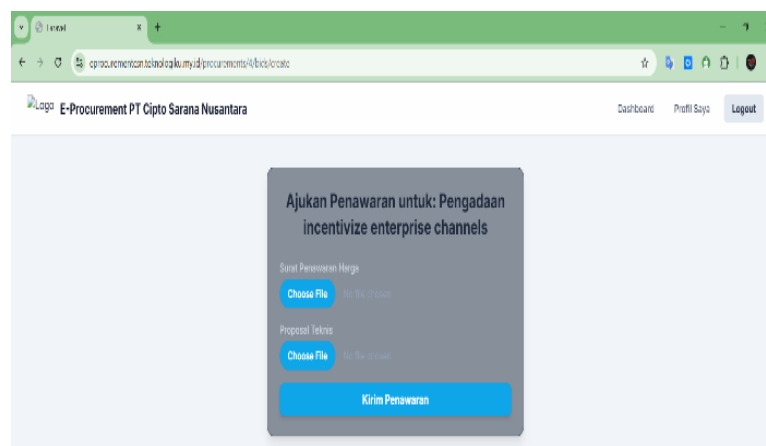 Laravel
eprocurementcsn.teknologiku.my.id/procurements/4/bids/create
Logo E-Procurement PT Cipto Sarana Nusantara
Dashboard Profil Saya Logout
Ajukan Penawaran untuk: Pengadaan
incentivize enterprise channels
Surat Penawaran Harga
Choose File No file chosen
Proposal Teknis
Choose File No file chosen
Kirim Penawaran